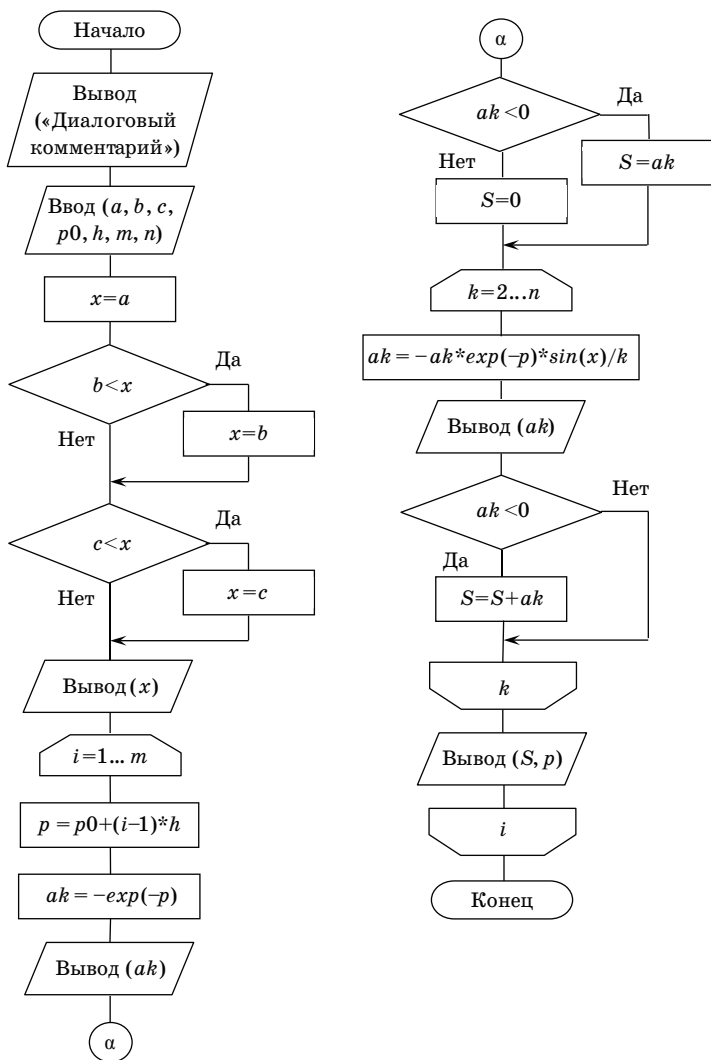 Начало
Вывод
(«Диалоговый
комментарий»)
Ввод (a, b, c,
p0, h, m, n)
x=a
b<x
Да
Нет
x=b
c<x
Да
Нет
x=c
Вывод (x)
i=1... m
p = p0+(i–1)*h
ak = –exp(–p)
Вывод (ak)
α
α
ak <0
Да
Нет
S=ak
S=0
k=2...n
ak = –ak*exp(–p)*sin(x)/k
Вывод (ak)
ak <0
Нет
Да
S=S+ak
k
Вывод (S, p)
i
Конец